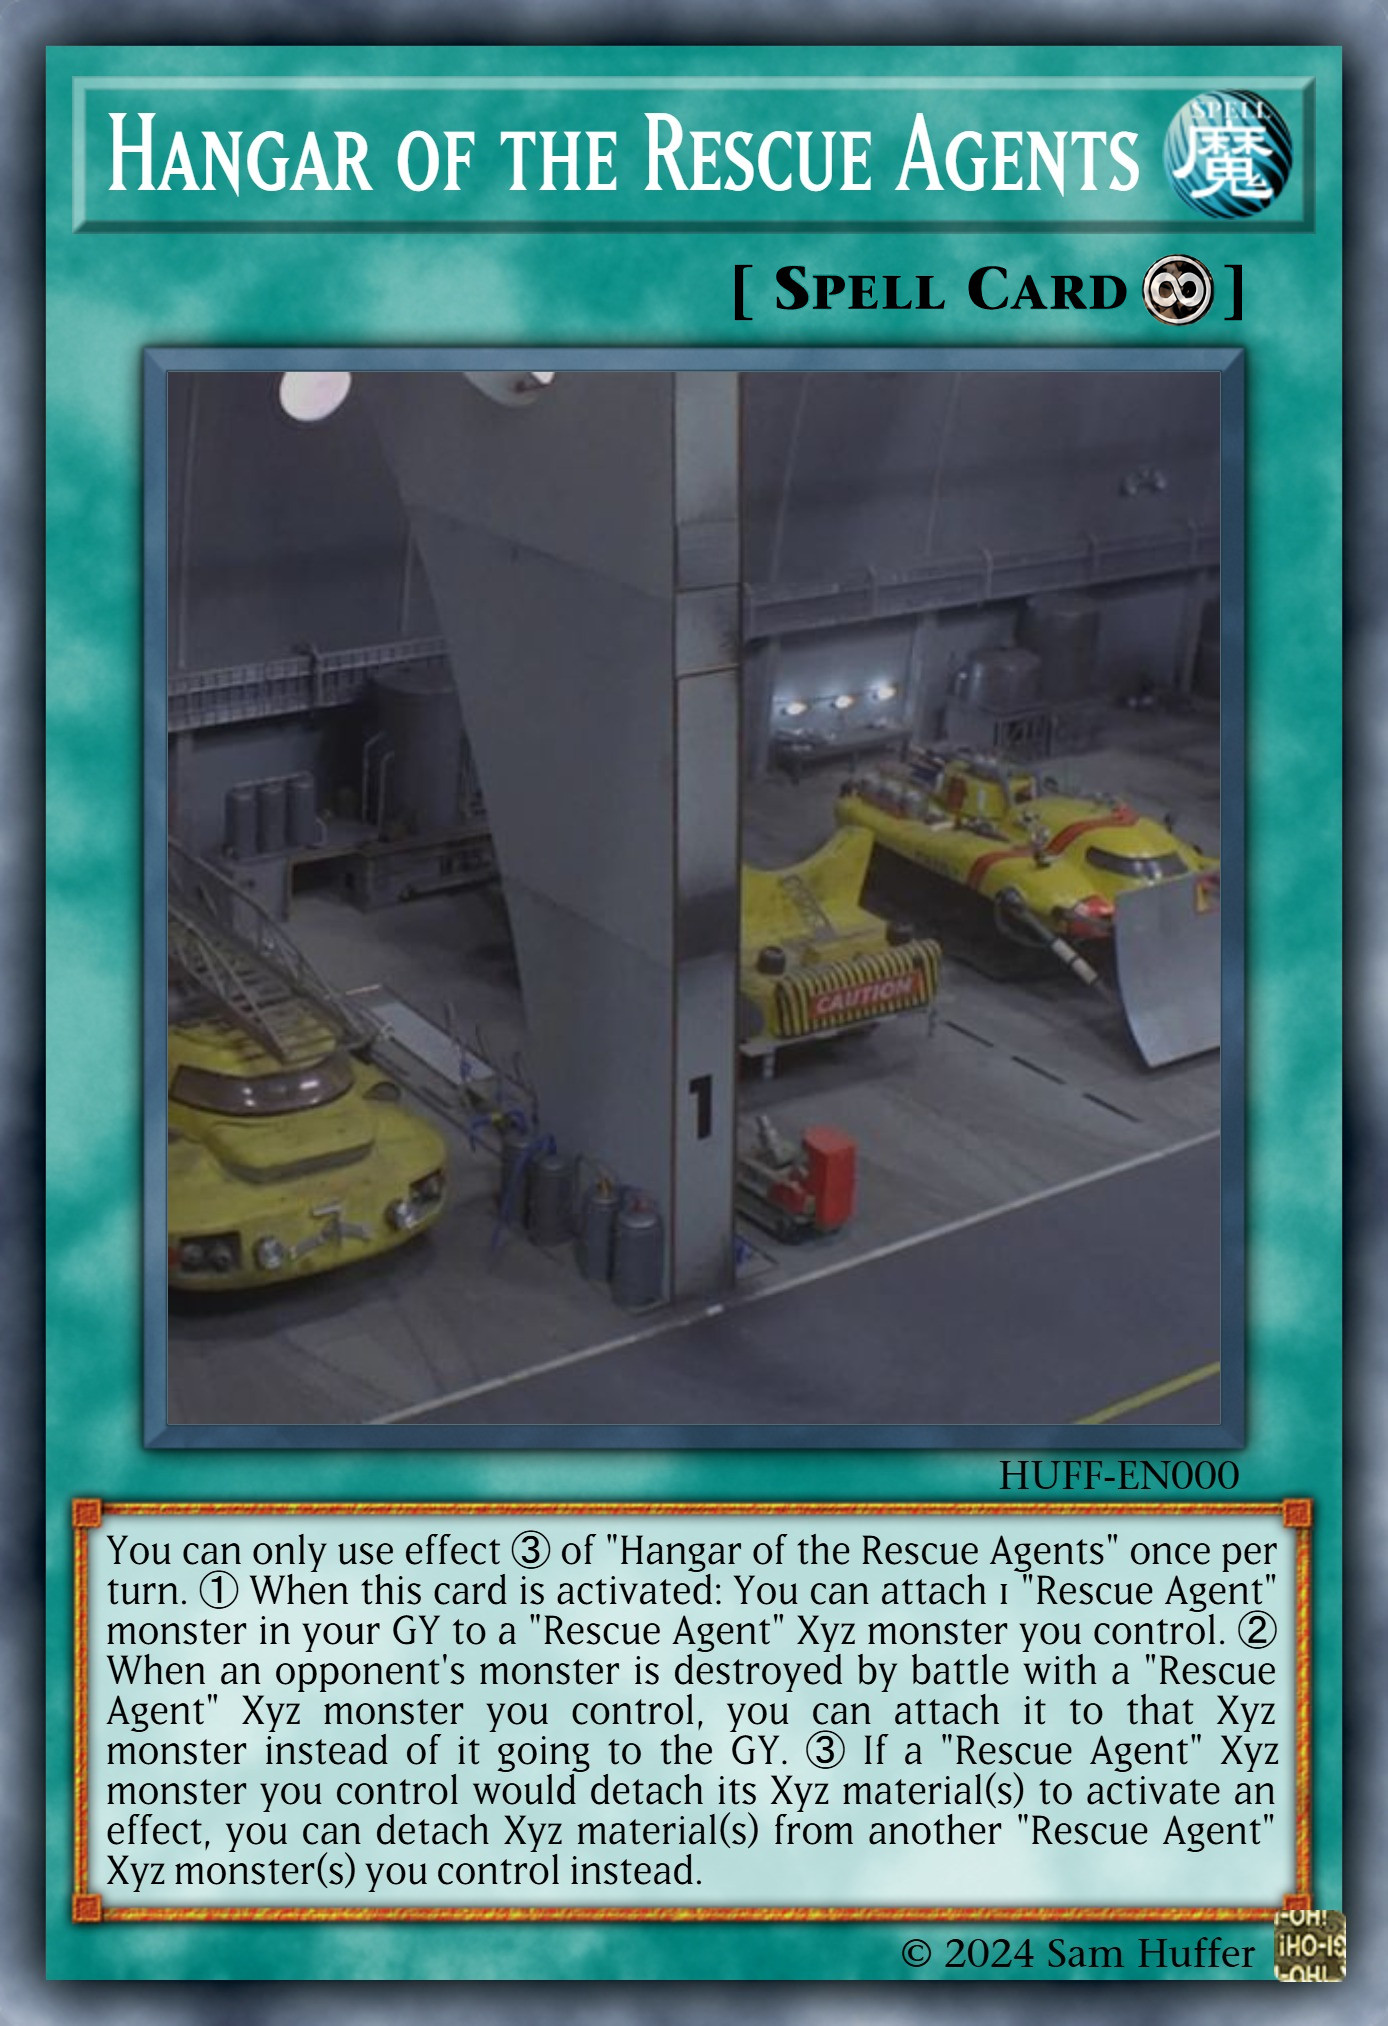 Hangar of the Rescue Agents
SPELL
魔
[ Spell Card ]
CAUTION
1
HUFF-EN000
You can only use effect ③ of "Hangar of the Rescue Agents" once per
turn. ① When this card is activated: You can attach 1 "Rescue Agent"
monster in your GY to a "Rescue Agent" Xyz monster you control. ②
When an opponent's monster is destroyed by battle with a "Rescue
Agent" Xyz monster you control, you can attach it to that Xyz
monster instead of it going to the GY. ③ If a "Rescue Agent" Xyz
monster you control would detach its Xyz material(s) to activate an
effect, you can detach Xyz material(s) from another "Rescue Agent"
Xyz monster(s) you control instead.
© 2024 Sam Huffer